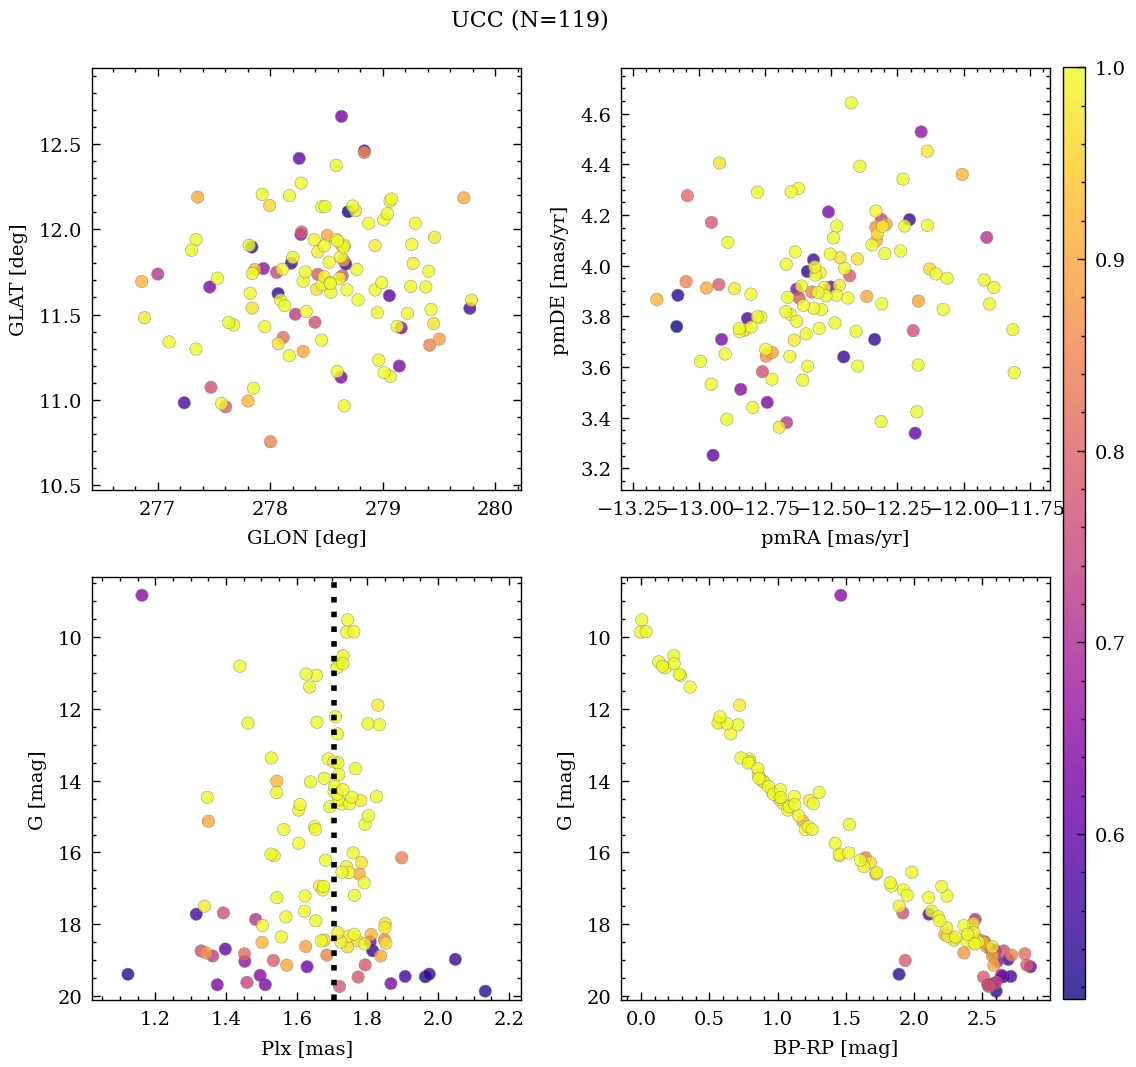 UCC (N=119)
12.5
12.0
11.5
11.0
10.5
GLAT [deg]
277 278 279 280
GLON [deg]
4.6
4.4
4.2
4.0
3.8
3.6
3.4
3.2
pmDE [mas/yr]
−13.25 −13.00 −12.75 −12.50 −12.25 −12.00 −11.75
pmRA [mas/yr]
10
12
14
16
18
20
G [mag]
1.2 1.4 1.6 1.8 2.0 2.2
Plx [mas]
10
12
14
16
18
20
G [mag]
0.0 0.5 1.0 1.5 2.0 2.5
BP-RP [mag]
1.0
0.9
0.8
0.7
0.6